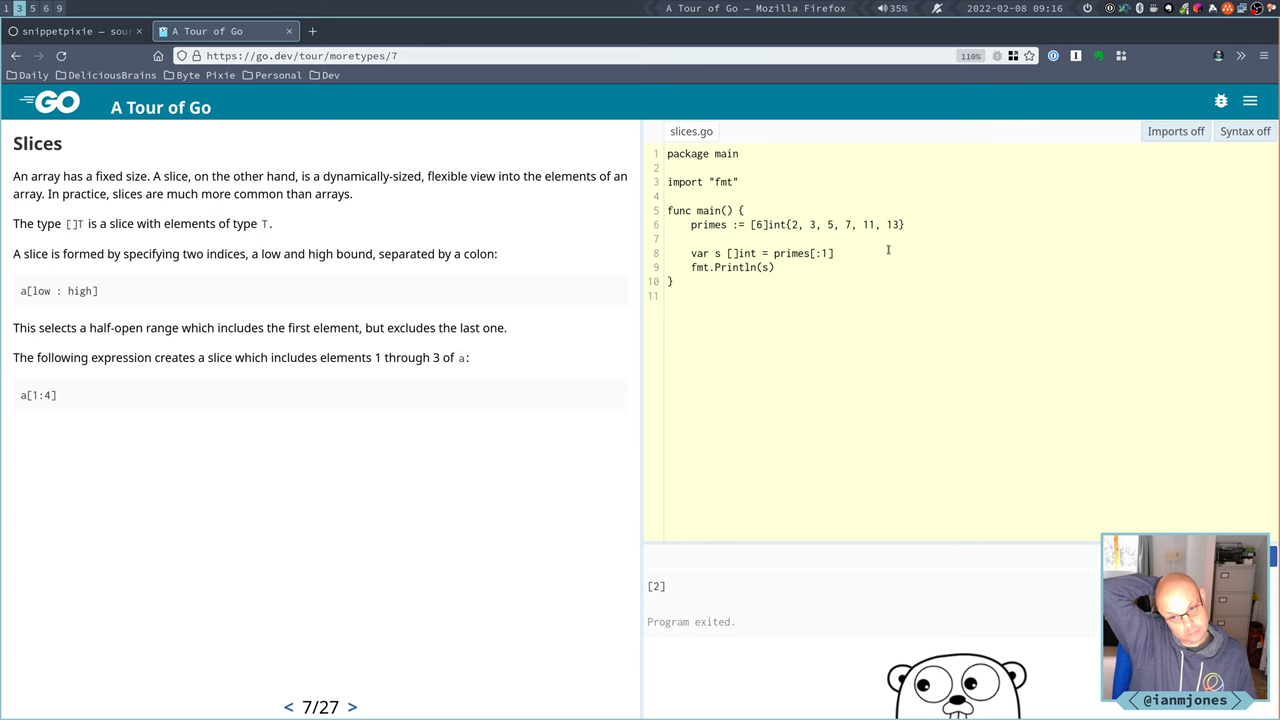 1 3 5 6 9
A Tour of Go — Mozilla Firefox
35%
2022-02-08 09:16
snippetpixie — sour
A Tour of Go
https://go.dev/tour/moretypes/7
110%
Daily
DeliciousBrains
Byte Pixie
Personal
Dev
GO
A Tour of Go
Slices
An array has a fixed size. A slice, on the other hand, is a dynamically-sized, flexible view into the elements of an
array. In practice, slices are much more common than arrays.
The type []T is a slice with elements of type T.
A slice is formed by specifying two indices, a low and high bound, separated by a colon:
a[low : high]
This selects a half-open range which includes the first element, but excludes the last one.
The following expression creates a slice which includes elements 1 through 3 of a:
a[1:4]
< 7/27 >
slices.go
Imports off
Syntax off
1 package main
2
3 import "fmt"
4
5 func main() {
6 primes := [6]int{2, 3, 5, 7, 11, 13}
7
8 var s []int = primes[:1]
9 fmt.Println(s)
10 }
11
[2]
Program exited.
@ianmjones